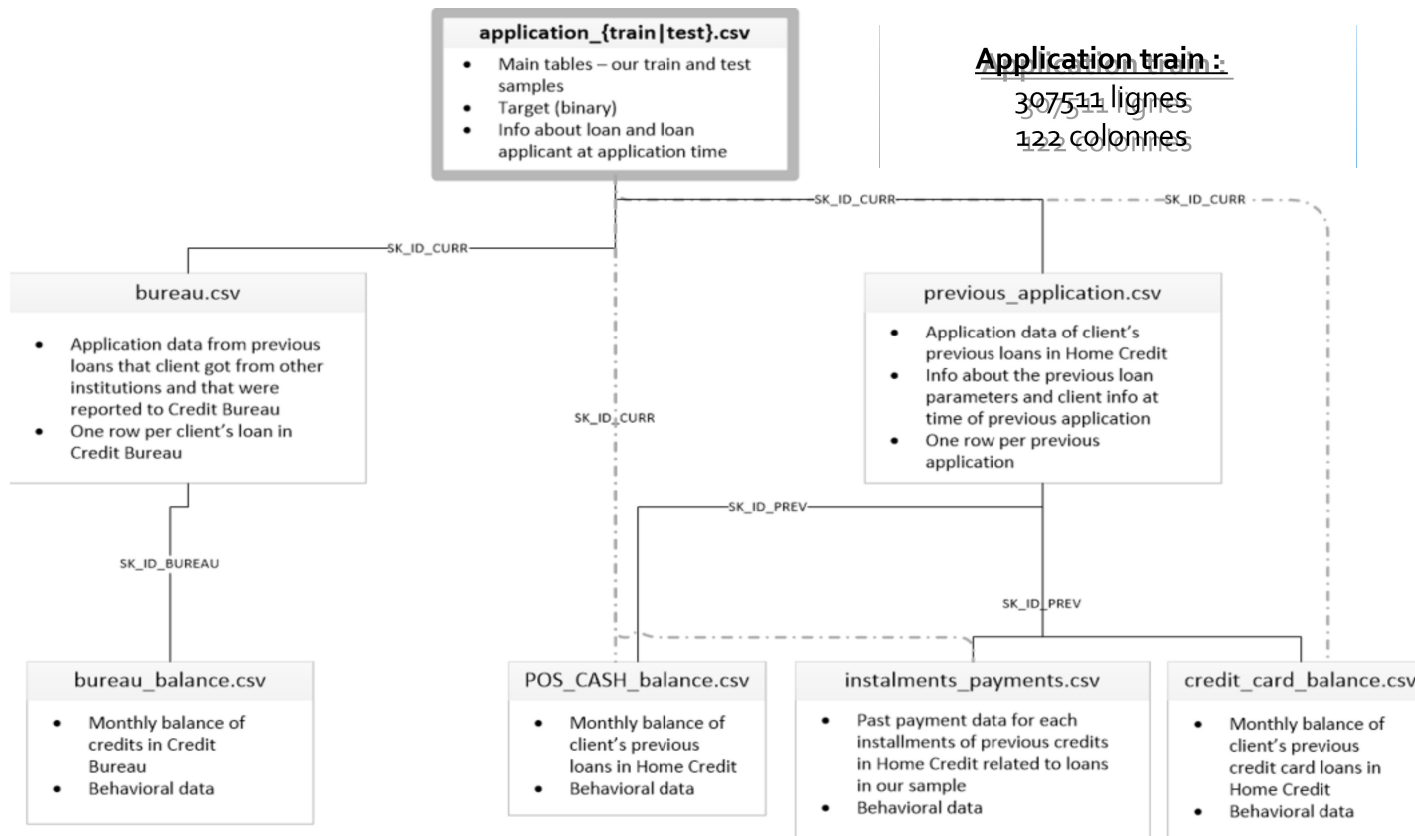 application_{train|test}.csv
• Main tables – our train and test
samples
• Target (binary)
• Info about loan and loan
applicant at application time
Application train :
307511 lignes
122 colonnes
SK_ID_CURR
SK_ID_CURR
SK_ID_CURR
bureau.csv
• Application data from previous
loans that client got from other
institutions and that were
reported to Credit Bureau
• One row per client's loan in
Credit Bureau
previous_application.csv
• Application data of client's
previous loans in Home Credit
• Info about the previous loan
parameters and client info at
time of previous application
• One row per previous
application
SK_ID_CURR
SK_ID_PREV
SK_ID_BUREAU
SK_ID_PREV
bureau_balance.csv
• Monthly balance of
credits in Credit
Bureau
• Behavioral data
POS_CASH_balance.csv
• Monthly balance of
client's previous
loans in Home Credit
• Behavioral data
instalments_payments.csv
• Past payment data for each
installments of previous credits
in Home Credit related to loans
in our sample
• Behavioral data
credit_card_balance.csv
• Monthly balance of
client's previous
credit card loans in
Home Credit
• Behavioral data